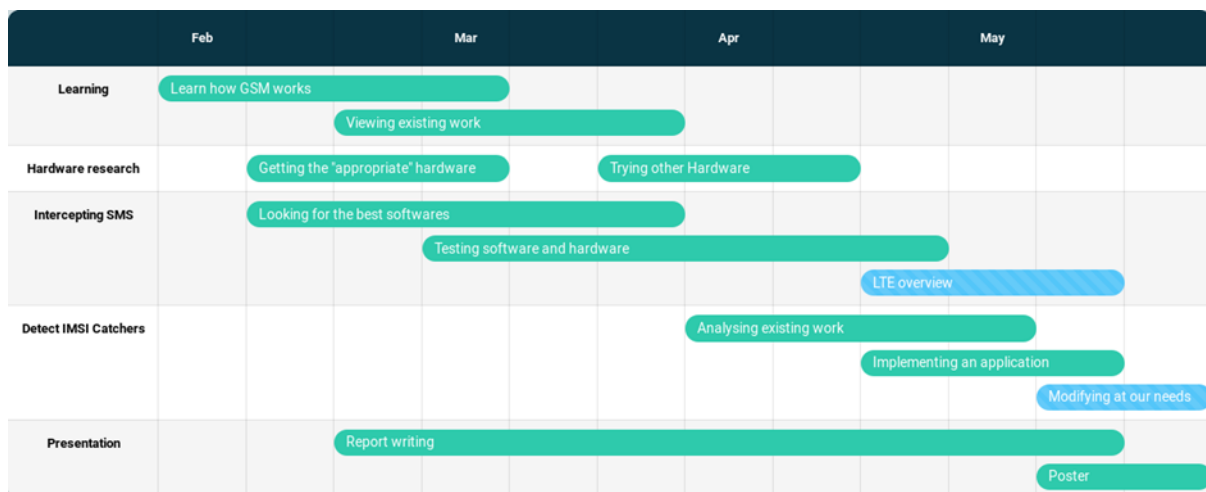 Feb Mar Apr May
Learning
Learn how GSM works
Viewing existing work
Hardware research
Getting the "appropriate" hardware
Trying other Hardware
Intercepting SMS
Looking for the best softwares
Testing software and hardware
LTE overview
Detect IMSI Catchers
Analysing existing work
Implementing an application
Modifying at our needs
Presentation
Report writing
Poster